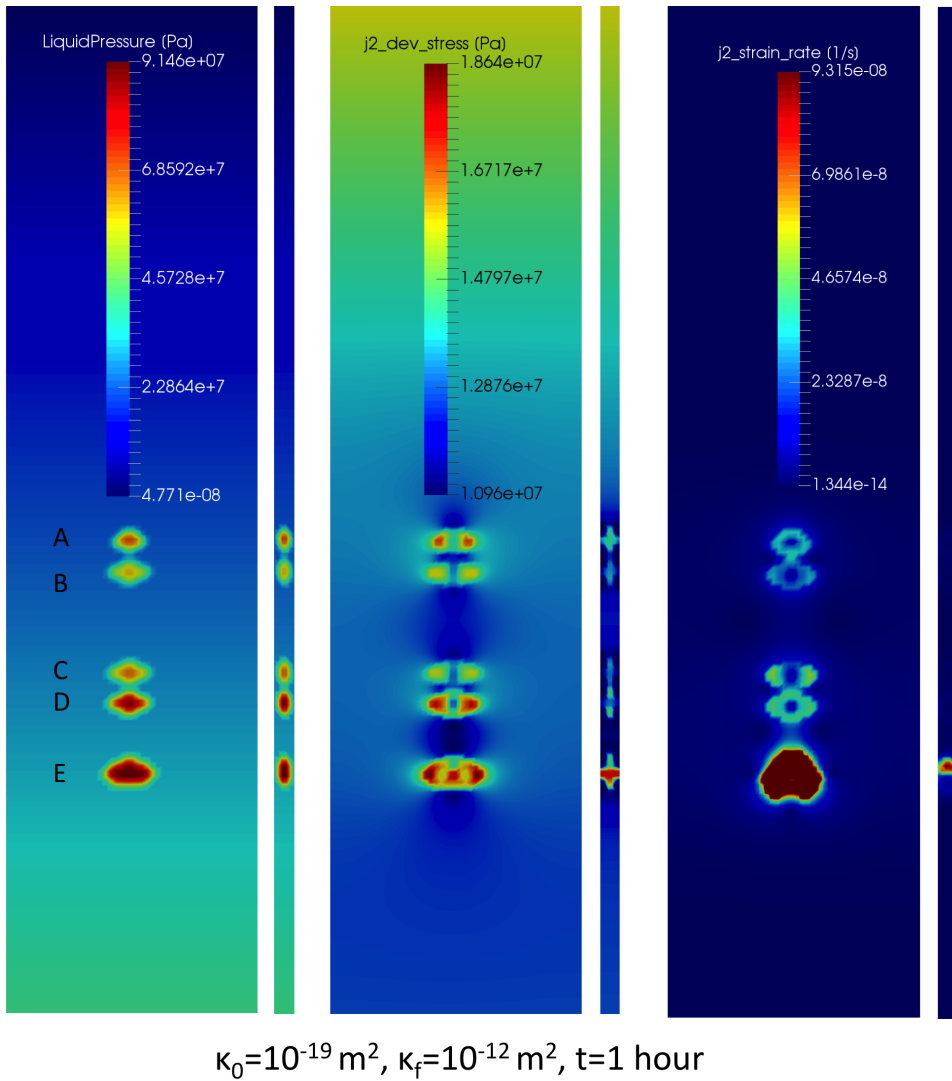 LiquidPressure (Pa)
9.146e+07
6.8592e+7
4.5728e+7
2.2864e+7
4.771e-08
j2_dev_stress (Pa)
1.864e+07
1.6717e+7
1.4797e+7
1.2876e+7
1.096e+07
j2_strain_rate (1/s)
9.315e-08
6.9861e-8
4.6574e-8
2.3287e-8
1.344e-14
A
B
C
D
E
κ₀=10⁻¹⁹ m², κf=10⁻¹² m², t=1 hour